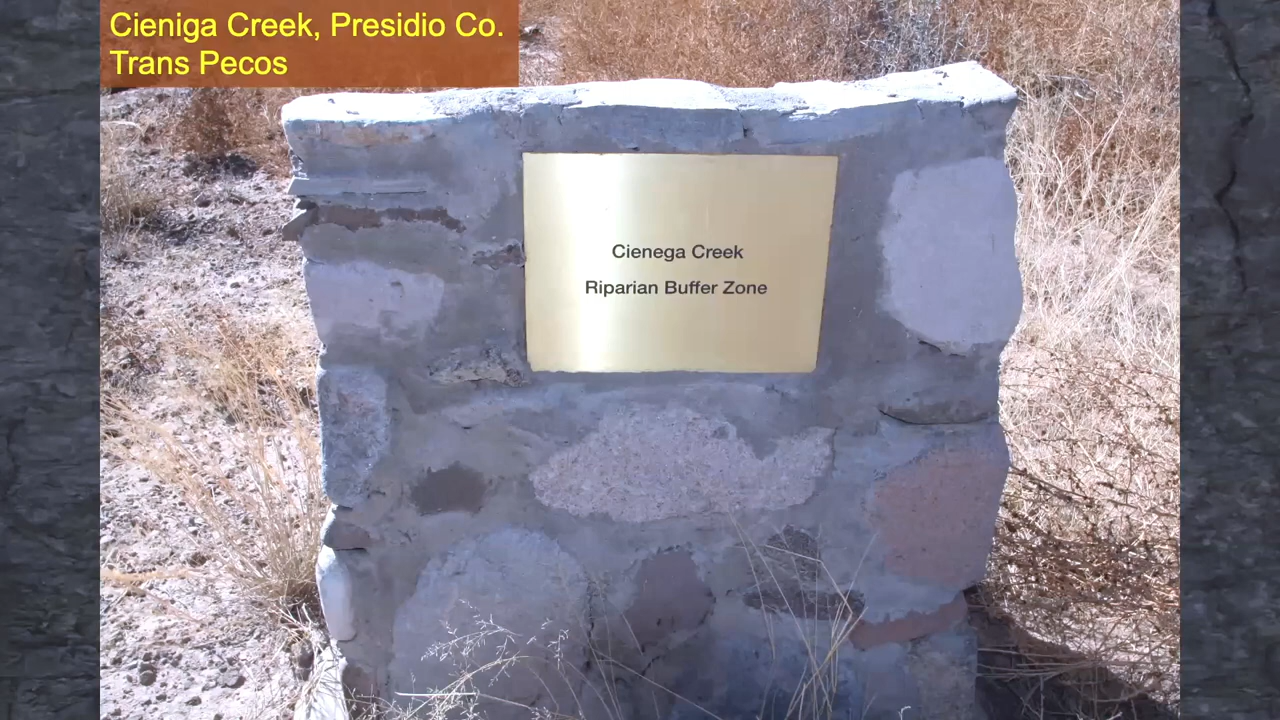 Cieniga Creek, Presidio Co.
Trans Pecos
Cienega Creek
Riparian Buffer Zone